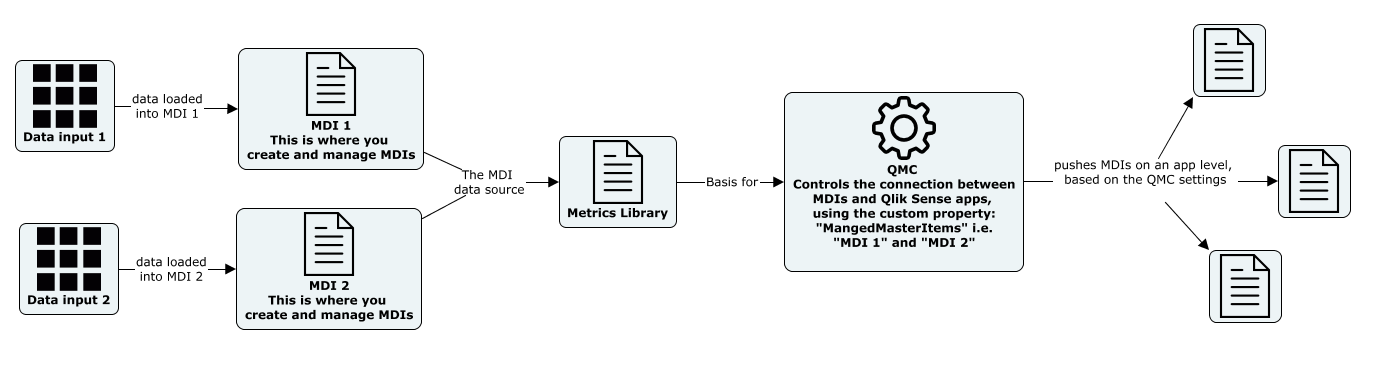 Data input 1
data loaded
into MDI 1
MDI 1
This is where you
create and manage MDIs
Data input 2
data loaded
into MDI 2
MDI 2
This is where you
create and manage MDIs
The MDI
data source
Metrics Library
Basis for
QMC
Controls the connection between
MDIs and Qlik Sense apps,
using the custom property:
"MangedMasterItems" i.e.
"MDI 1" and "MDI 2"
pushes MDIs on an app level,
based on the QMC settings